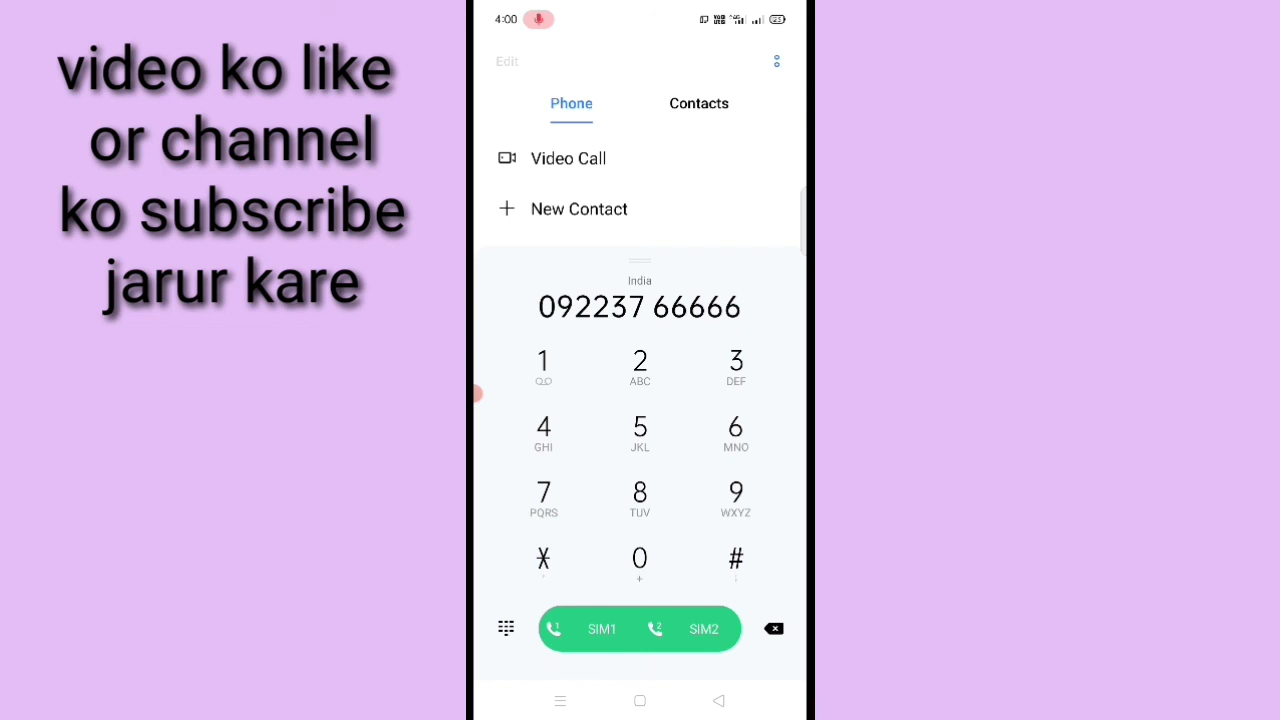 video ko like
or channel
ko subscribe
jarur kare
4:00
Edit
Phone Contacts
Video Call
New Contact
India
092237 66666
1 2 3
ABC DEF
4 5 6
GHI JKL MNO
7 8 9
PQRS TUV WXYZ
* 0 #
+
1 SIM1 2 SIM2